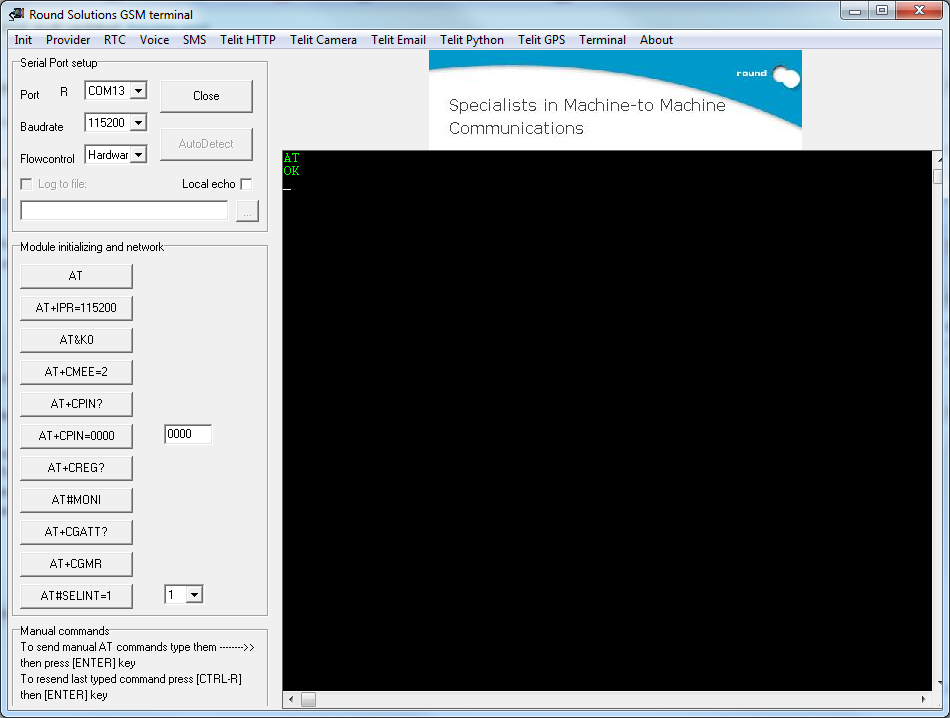 Round Solutions GSM terminal
Init Provider RTC Voice SMS Telit HTTP Telit Camera Telit Email Telit Python Telit GPS Terminal About
Serial Port setup
Port R COM13 Close
Baudrate 115200 AutoDetect
Flowcontrol Hardwar
Log to file: Local echo
...
Module initializing and network
AT
AT+IPR=115200
AT&K0
AT+CMEE=2
AT+CPIN?
AT+CPIN=0000 0000
AT+CREG?
AT#MONI
AT+CGATT?
AT+CGMR
AT#SELINT=1 1
Manual commands
To send manual AT commands type them ------->>
then press [ENTER] key
To resend last typed command press [CTRL-R]
then [ENTER] key
round
Specialists in Machine-to Machine
Communications
AT
OK
_